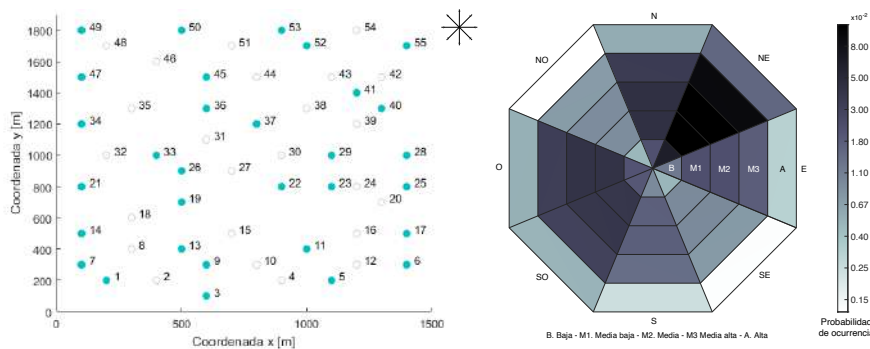 1800
1600
1400
1200
1000
800
600
400
200
0
Coordenada y [m]
49 50 53 54
48 51 52 55
46
47 45 44 43 42
41
35 36 38 40
34 37 39
31
32 33 30 29 28
26 27
21 22 23 24 25
19 20
18
14 15 16 17
8 13 11
7 9 10 12 6
1 2 4 5
3
0 500 1000 1500
Coordenada x [m]
N
NO NE
O B M1 M2 M3 A E
SO SE
S
B. Baja - M1. Media baja - M2. Media - M3 Media alta - A. Alta
x10⁻²
8.00
5.00
3.00
1.80
1.10
0.67
0.40
0.25
0.15
Probabilidad
de ocurrencia